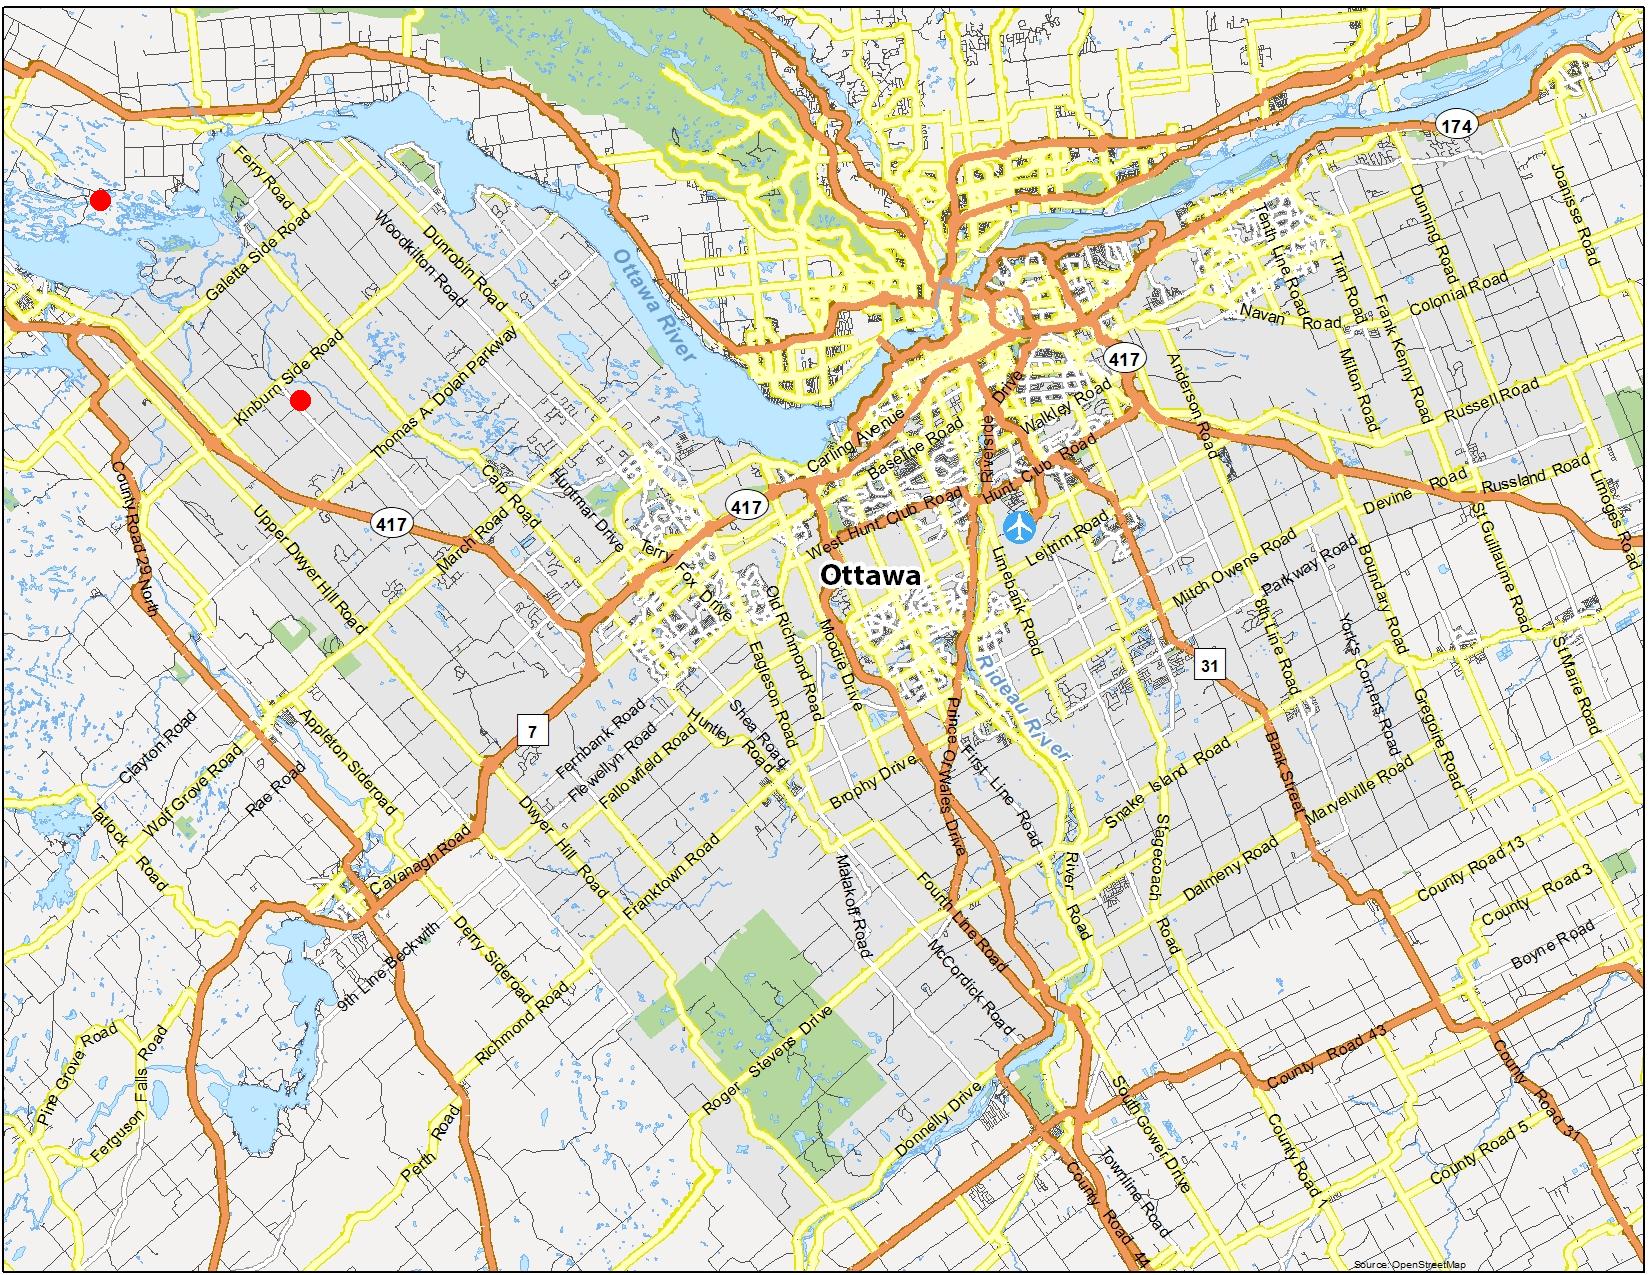 174
Ferry Road
Joanisse Road
Dunning Road
Tenth Line Road
Woodkilton Road
Dunrobin Road
Galetta Side Road
Ottawa River
Trim Road
Colonial Road
Frank Kenny Road
Navan Road
Kinburn Side Road
Thomas A. Dolan Parkway
417
Milton Road
Anderson Road
Drive
Riverside
Walkley Road
Russell Road
Carling Avenue
Baseline Road
Hunt Club Road
Russland Road
Limoges Road
Devine Road
County Road 29 North
Carp Road
Huntmar Drive
417
417
Upper Dwyer Hill Road
March Road
West Hunt Club Road
Leitrim Road
St Guillaume Road
Terry Fox Drive
Ottawa
Limebank Road
Mitch Owens Road
Parkway Road
Boundary Road
8th Line Road
York's Corners Road
Old Richmond Road
Moodie Drive
Eagleson Road
Rideau River
31
St Marie Road
Gregoire Road
7
Clayton Road
Appleton Sideroad
Fernbank Road
Flewellyn Road
Fallowfield Road
Huntley Road
Shea Road
Prince Of Wales Drive
First Line Road
Bank Street
Brophy Drive
Snake Island Road
Marvelville Road
Wolf Grove Road
Rae Road
Tatlock Road
Cavanagh Road
Dwyer Hill Road
Franktown Road
Malakoff Road
Fourth Line Road
River Road
Stagecoach Road
Dalmeny Road
County Road 13
County Road 3
Boyne Road
Derry Sideroad
9th Line Beckwith
McCordick Road
Richmond Road
Roger Stevens Drive
Pine Grove Road
Ferguson Falls Road
Perth Road
Donnelly Drive
South Gower Drive
County Road 43
County Road 31
County Road 1
County Road 5
Townline Road
County Road 44
Source: OpenStreetMap